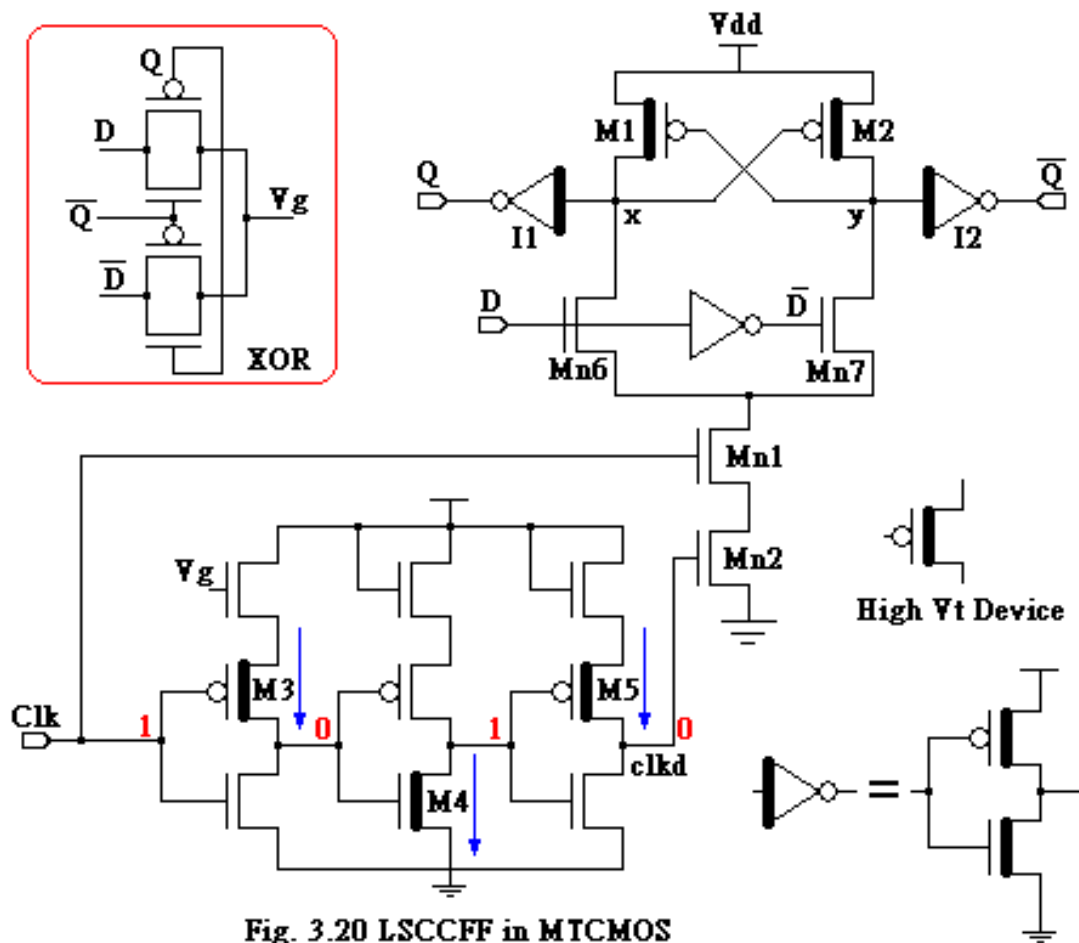 Q
D
Q̅
Vg
D̅
XOR
Vdd
M1
M2
Q
Q̅
x
y
I1
I2
D
D̅
Mn6
Mn7
Mn1
Vg
Mn2
High Vt Device
M3
M5
Clk
1
0
1
0
clkd
M4
=
Fig. 3.20 LSCCFF in MTCMOS